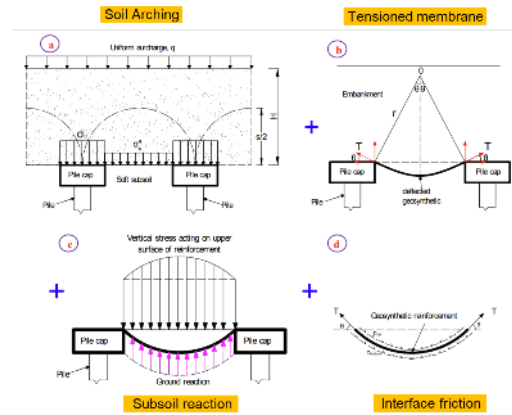 Soil Arching
Tensioned membrane
a
Uniform surcharge, q
H
s/2
Pile cap
Soft subsoil
Pile cap
Pile
Pile
+
b
O
θ θ
Embankment
r
T
T
θ
θ
Pile cap
Pile cap
deflected
geosynthetic
Pile
+
c
Vertical stress acting on upper
surface of reinforcement
Pile cap
Pile cap
Pile
Ground reaction
Subsoil reaction
+
d
T
T
Geosynthetic reinforcement
Interface friction